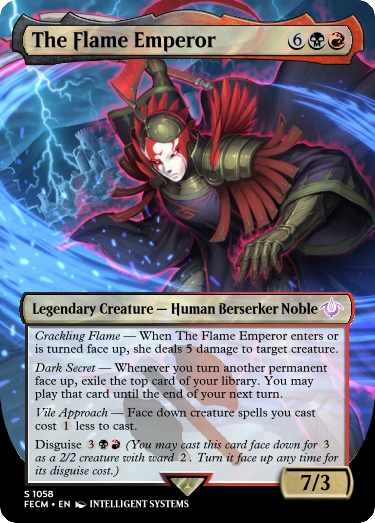 The Flame Emperor 6
Legendary Creature — Human Berserker Noble
Crackling Flame — When The Flame Emperor enters or
is turned face up, she deals 5 damage to target creature.
Dark Secret — Whenever you turn another permanent
face up, exile the top card of your library. You may
play that card until the end of your next turn.
Vile Approach — Face down creature spells you cast
cost 1 less to cast.
Disguise 3 (You may cast this card face down for 3
as a 2/2 creature with ward 2. Turn it face up any time for
its disguise cost.)
7/3
S 1058
FECM • EN INTELLIGENT SYSTEMS